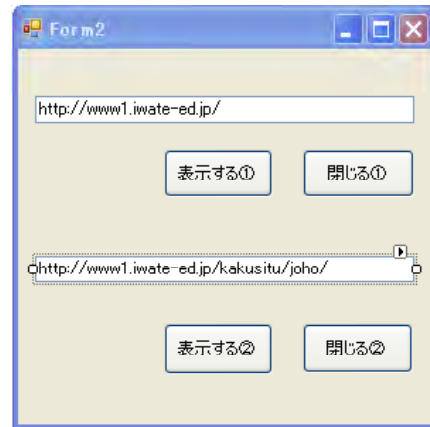 Form2
http://www1.iwate-ed.jp/
表示する① 閉じる①
http://www1.iwate-ed.jp/kakusitu/joho/
表示する② 閉じる②